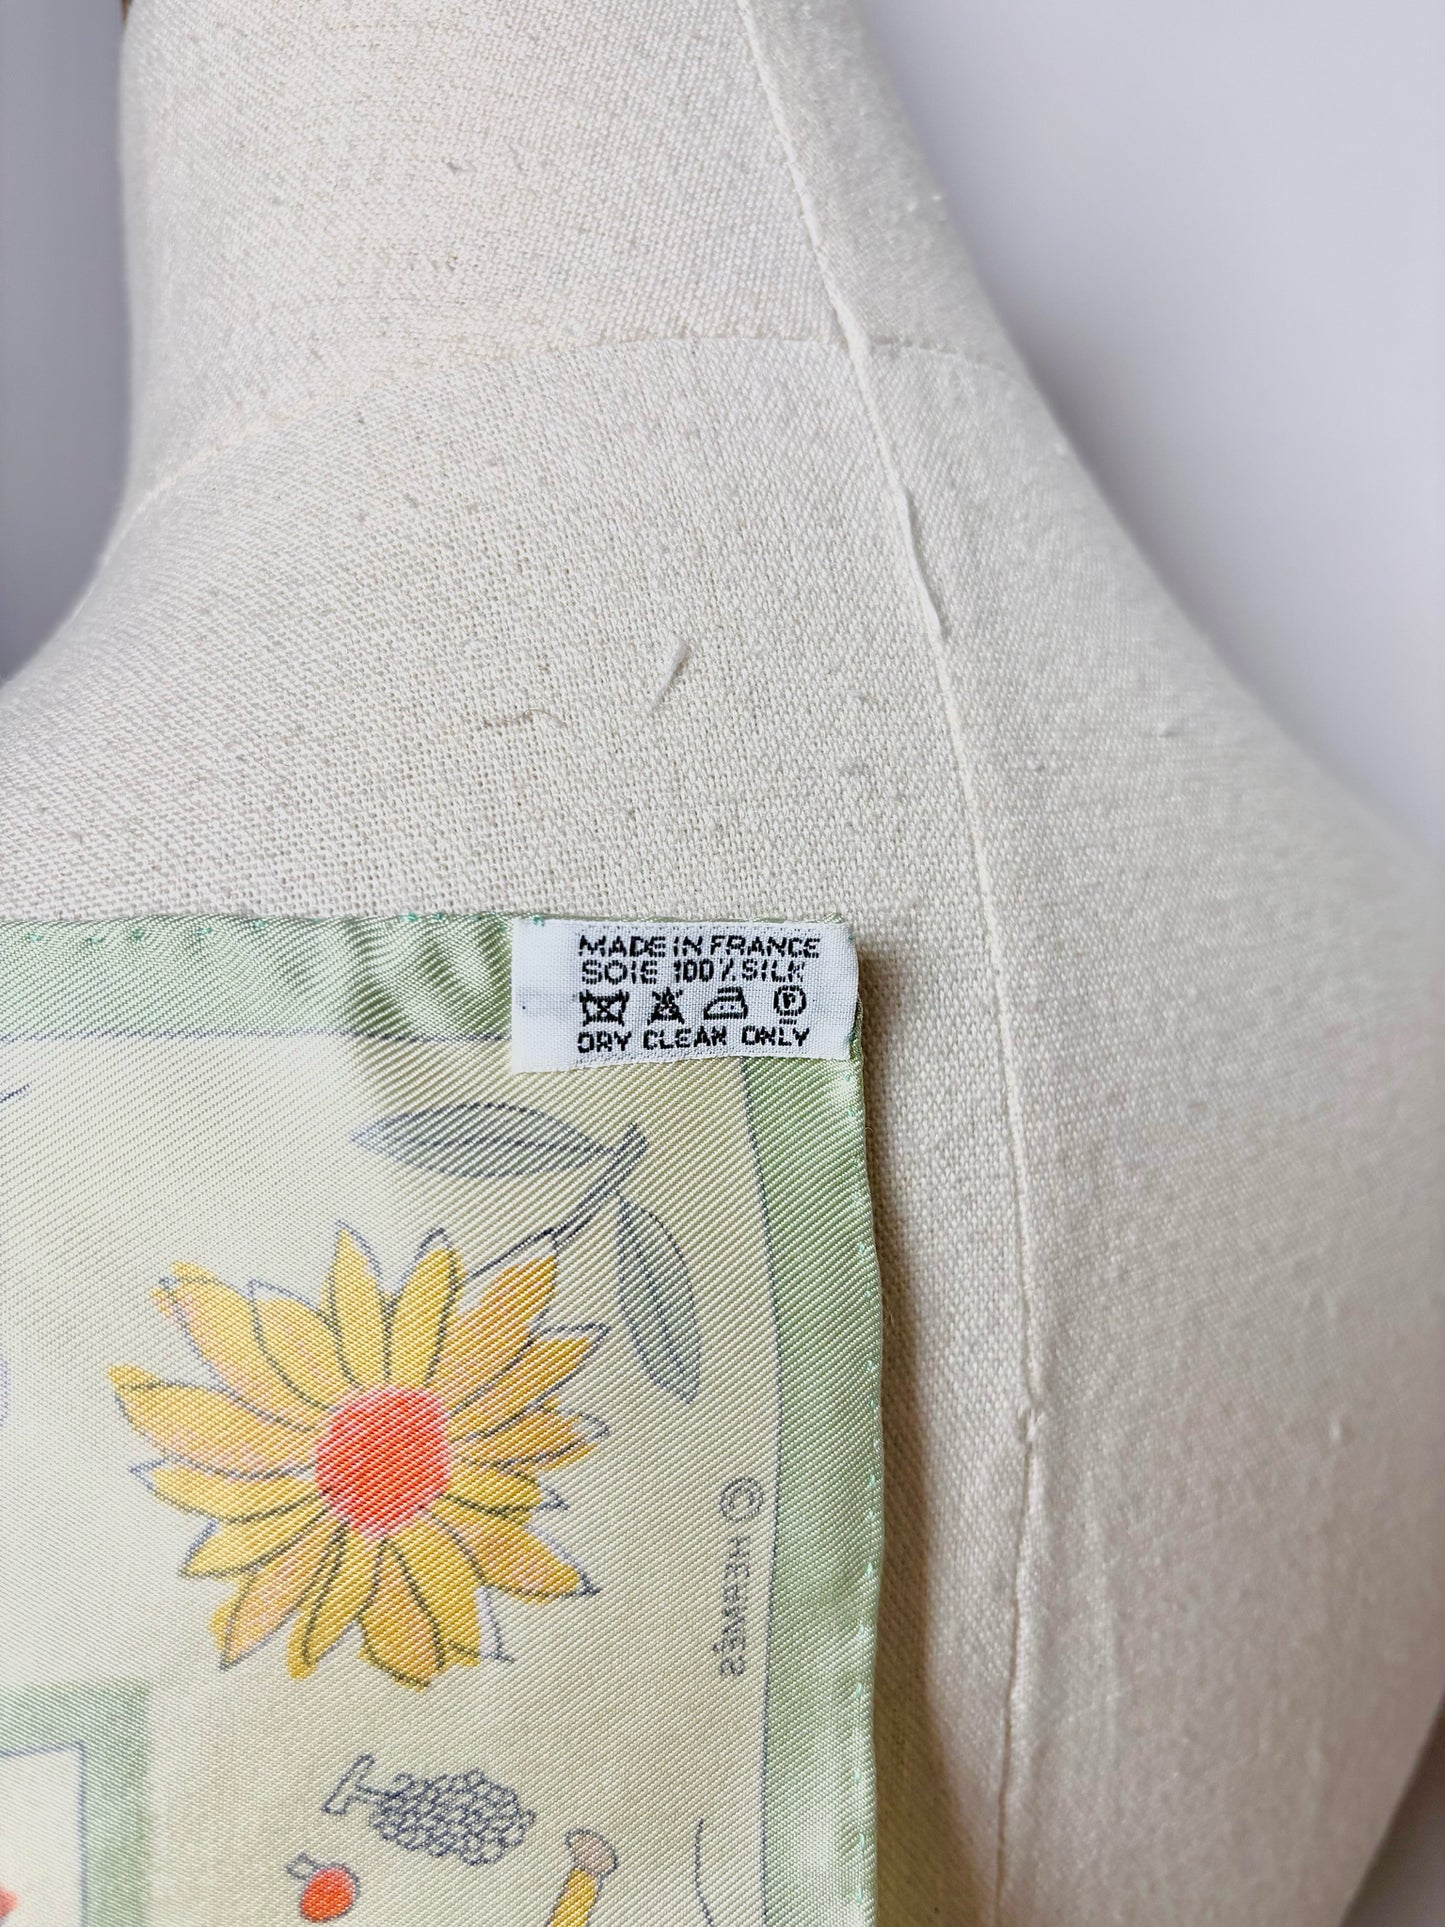 MADE IN FRANCE
SOIE 100% SILK
DRY CLEAN ONLY
© HERMES